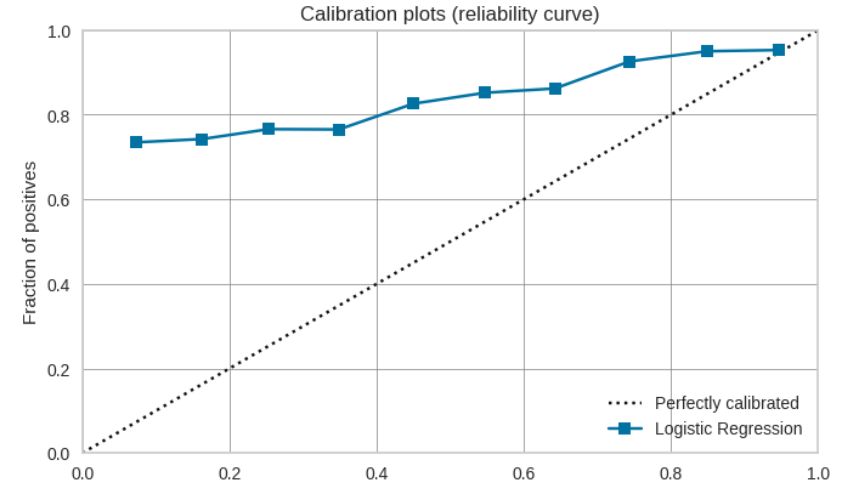 Calibration plots (reliability curve)
1.0
0.8
0.6
0.4
0.2
0.0
Fraction of positives
Perfectly calibrated
Logistic Regression
0.0 0.2 0.4 0.6 0.8 1.0